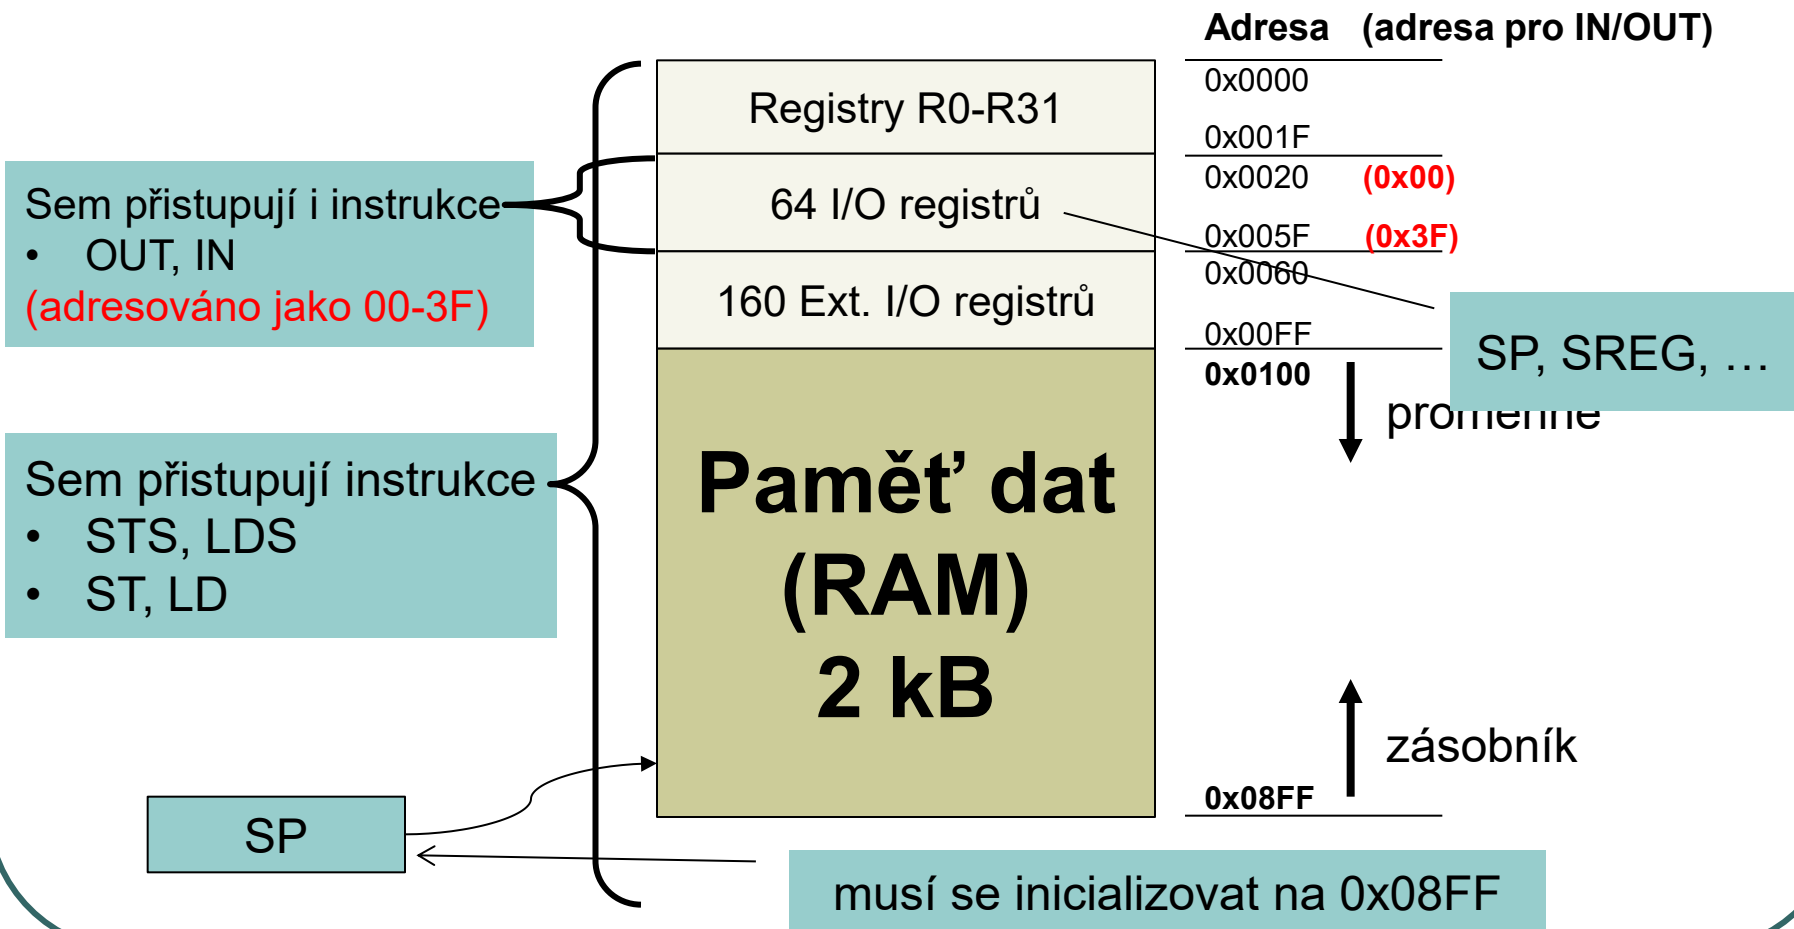 Adresa (adresa pro IN/OUT)
Registry R0-R31
0x0000
0x001F
Sem přistupují i instrukce
• OUT, IN
(adresováno jako 00-3F)
64 I/O registrů
0x0020 (0x00)
0x005F (0x3F)
160 Ext. I/O registrů
0x0060
0x00FF
SP, SREG, …
0x0100
proměnné
Sem přistupují instrukce
• STS, LDS
• ST, LD
Paměť dat
(RAM)
2 kB
zásobník
0x08FF
SP
musí se inicializovat na 0x08FF